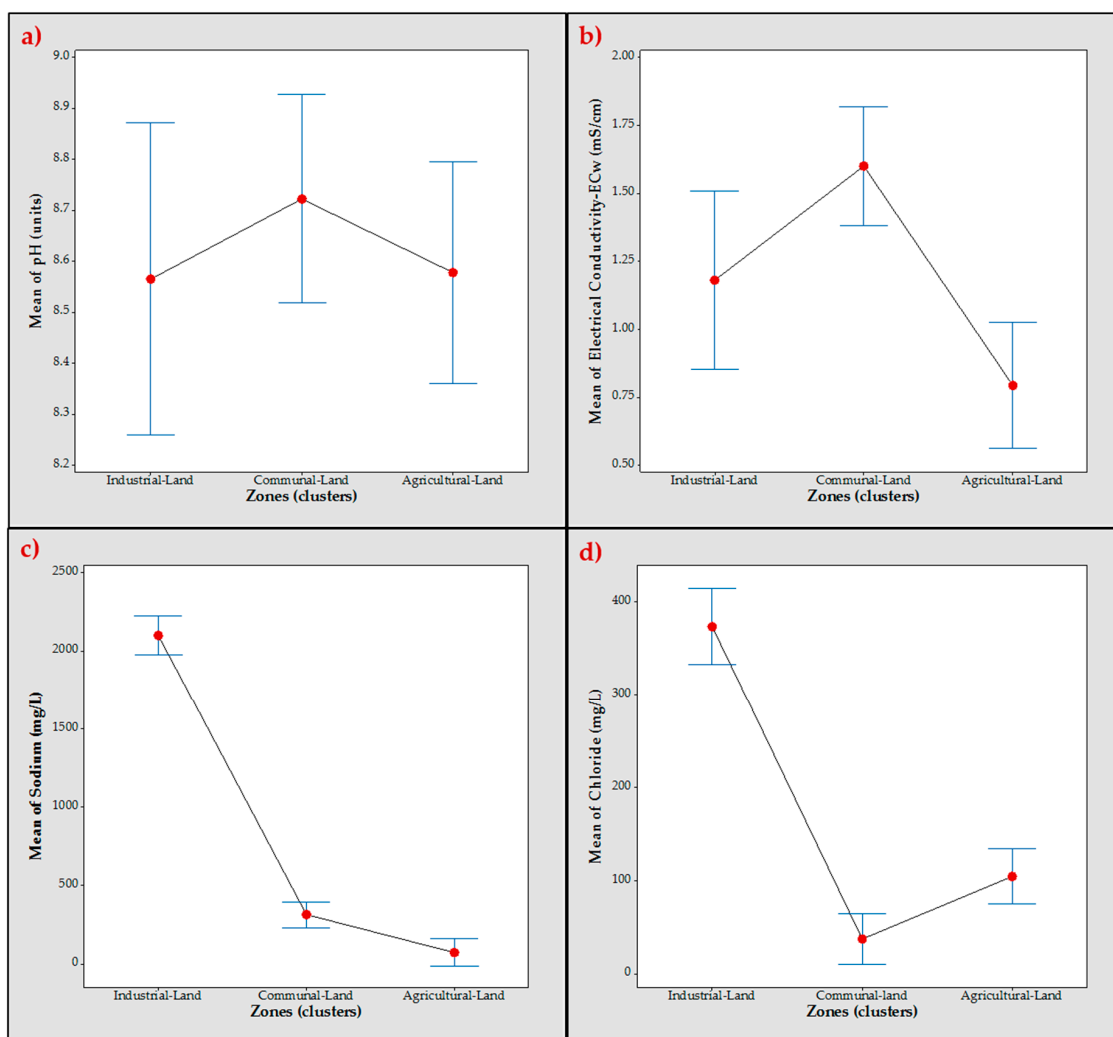 a)
Mean of pH (units)
9.0
8.9
8.8
8.7
8.6
8.5
8.4
8.3
8.2
Industrial-Land Communal-Land Agricultural-Land
Zones (clusters)
b)
Mean of Electrical Conductivity-ECw (mS/cm)
2.00
1.75
1.50
1.25
1.00
0.75
0.50
Industrial-Land Communal-Land Agricultural-Land
Zones (clusters)
c)
Mean of Sodium (mg/L)
2500
2000
1500
1000
500
0
Industrial-Land Communal-Land Agricultural-Land
Zones (clusters)
d)
Mean of Chloride (mg/L)
400
300
200
100
0
Industrial-Land Communal-land Agricultural-Land
Zones (clusters)